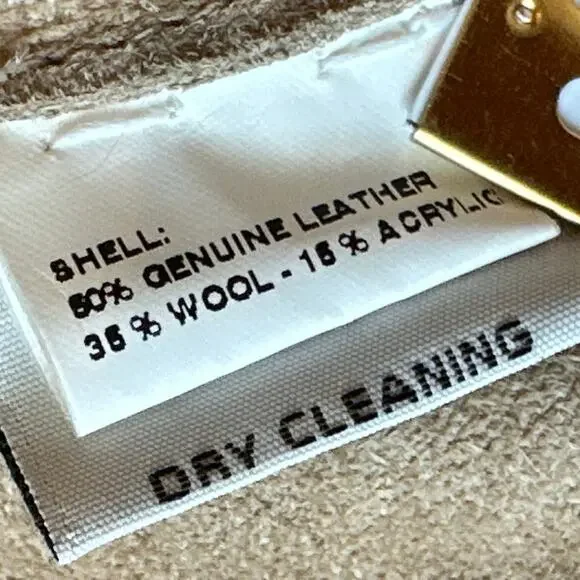 SHELL:
50% GENUINE LEATHER
35% WOOL - 15% ACRYLIC
DRY CLEANING